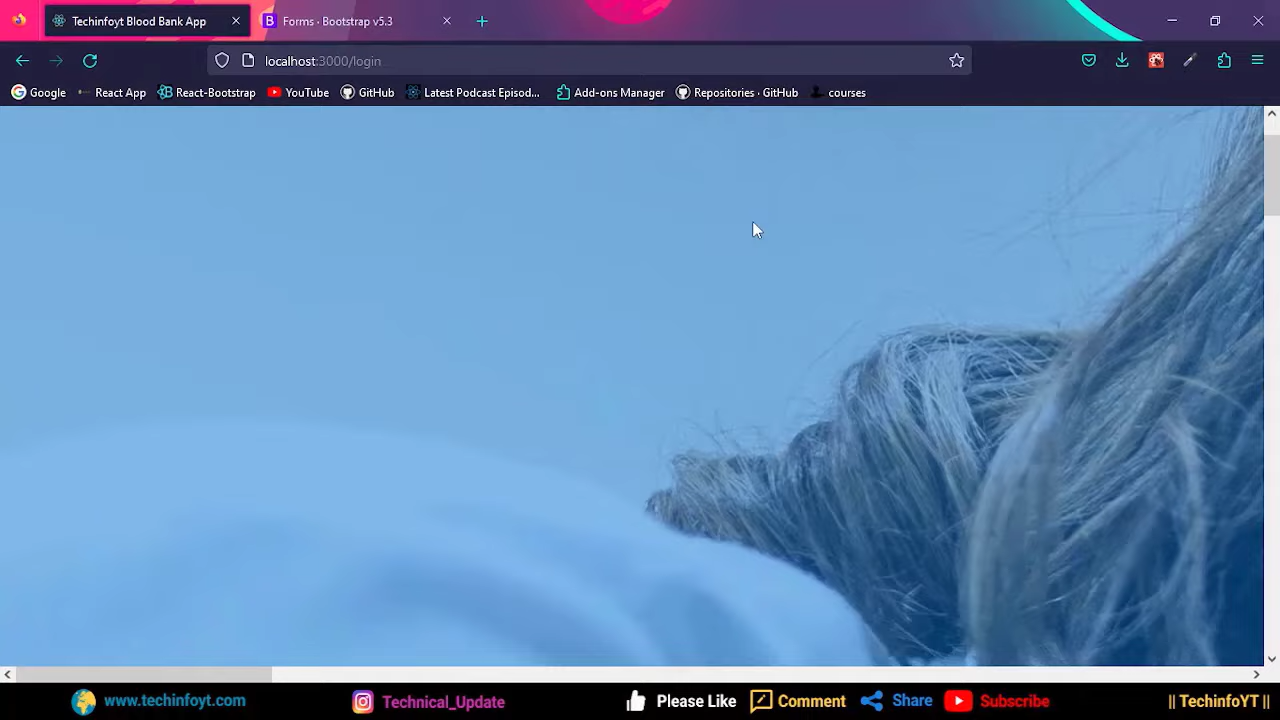 Techinfoyt Blood Bank App
B Forms · Bootstrap v5.3
localhost:3000/login
Google
React App
React-Bootstrap
YouTube
GitHub
Latest Podcast Episod...
Add-ons Manager
Repositories · GitHub
courses
www.techinfoyt.com
Technical_Update
Please Like
Comment
Share
Subscribe
|| TechinfoYT ||